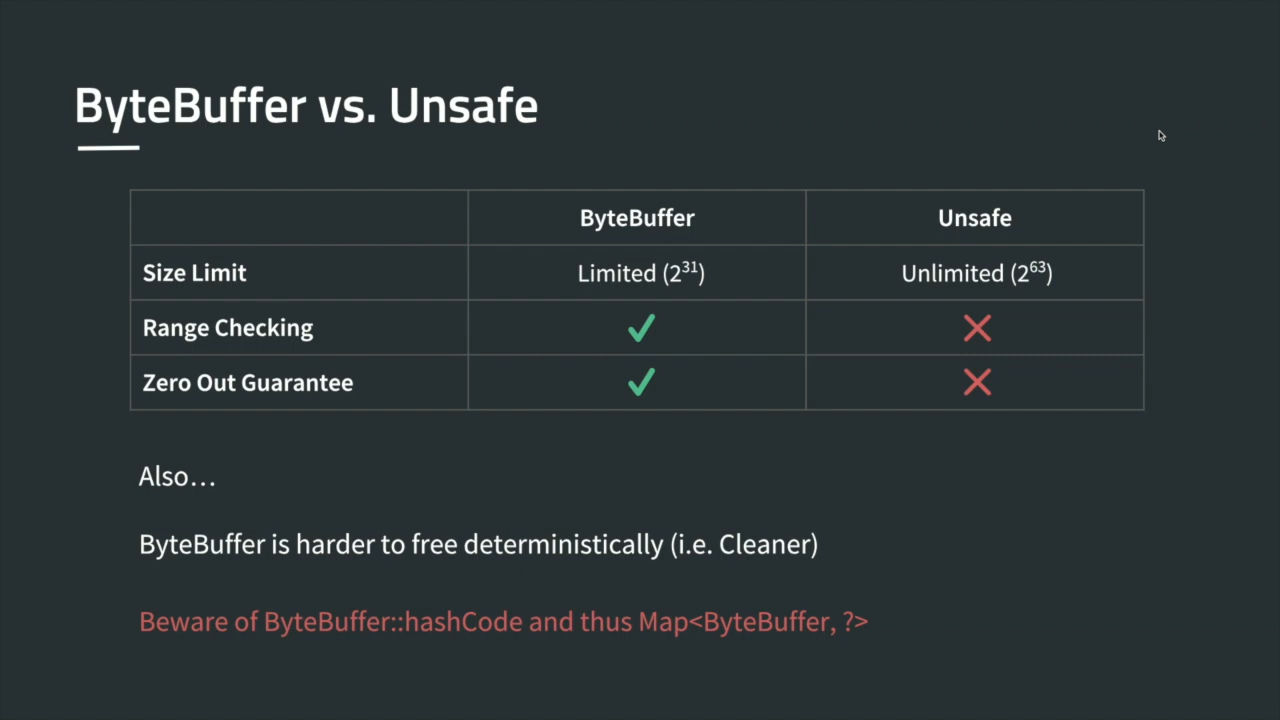 ByteBuffer vs. Unsafe
ByteBuffer Unsafe
Size Limit Limited (2³¹) Unlimited (2⁶³)
Range Checking ✓ ✕
Zero Out Guarantee ✓ ✕
Also…
ByteBuffer is harder to free deterministically (i.e. Cleaner)
Beware of ByteBuffer::hashCode and thus Map<ByteBuffer, ?>